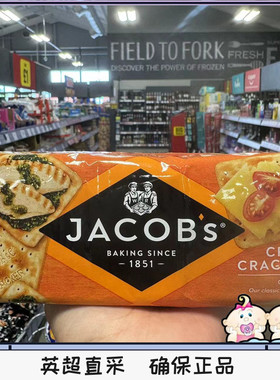 FIELD TO FORK
DISCOVER THE POWER OF FROZEN
FRESH
JACOB's®
BAKING SINCE
1851
CR
CRAC
英超直采 确保正品